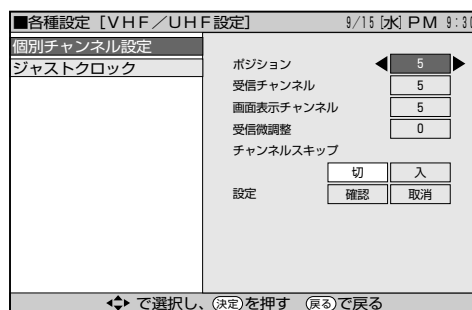 ■各種設定［VHF／UHF設定］ 9/15 [水] PM 9:30
個別チャンネル設定
ジャストクロック
ポジション 5
受信チャンネル 5
画面表示チャンネル 5
受信微調整 0
チャンネルスキップ
切 入
設定 確認 取消
で選択し、決定を押す 戻るで戻る